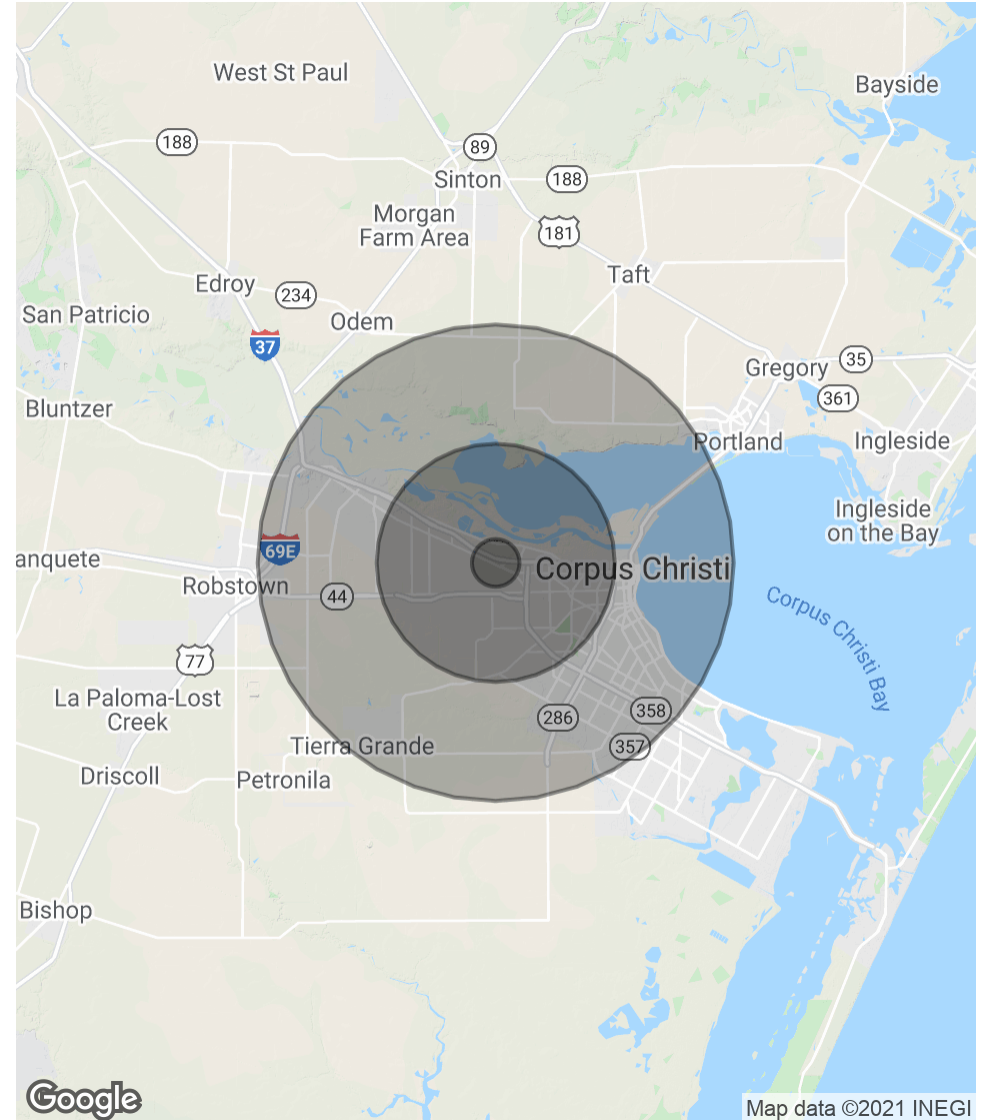 West St Paul
Bayside
188
89
Sinton
188
Morgan
Farm Area
181
Taft
Edroy
234
San Patricio
Odem
37
Gregory
35
361
Bluntzer
Portland
Ingleside
Ingleside
on the Bay
69E
anquete
Corpus Christi
Robstown
44
Corpus Christi Bay
77
La Paloma-Lost
Creek
286
358
357
Tierra Grande
Driscoll
Petronila
Bishop
Google
Map data ©2021 INEGI